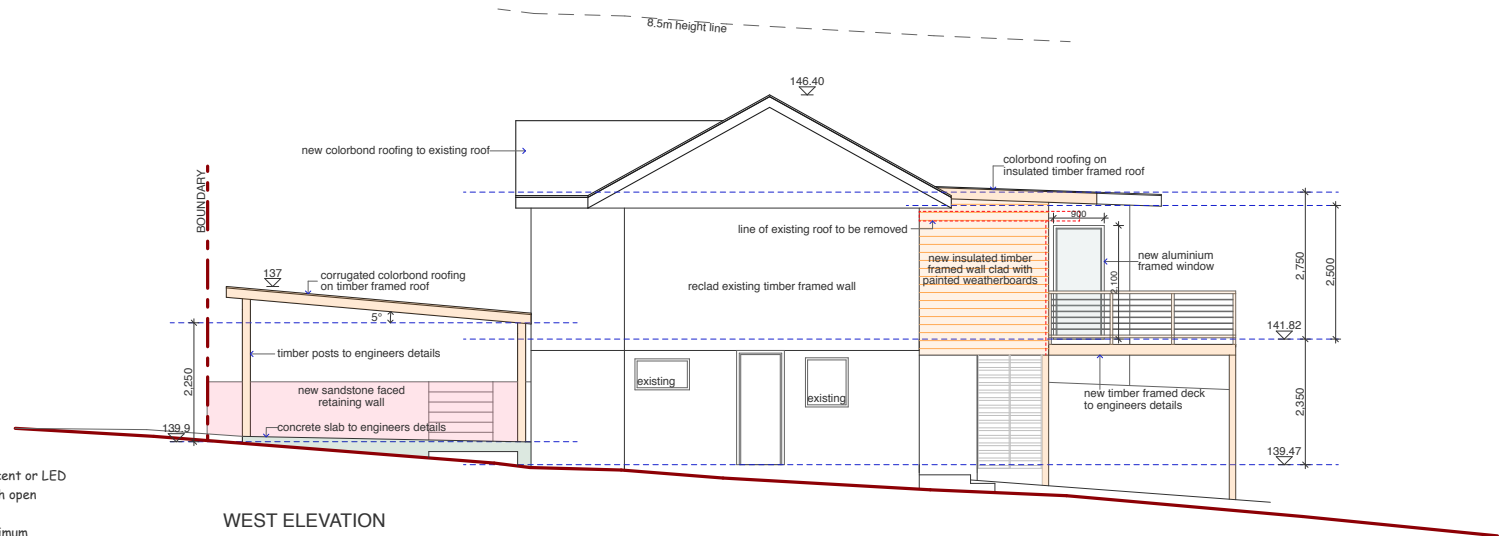 8.5m height line
146.40
new colorbond roofing to existing roof
colorbond roofing on
insulated timber framed roof
BOUNDARY
line of existing roof to be removed
900
137
corrugated colorbond roofing
on timber framed roof
new insulated timber
framed wall clad with
painted weatherboards
new aluminium
framed window
2,100
2,750
2,500
reclad existing timber framed wall
5°
141.82
timber posts to engineers details
2,250
existing
existing
new sandstone faced
retaining wall
new timber framed deck
to engineers details
2,350
139.9
concrete slab to engineers details
139.47
cent or LED
h open
WEST ELEVATION
imum